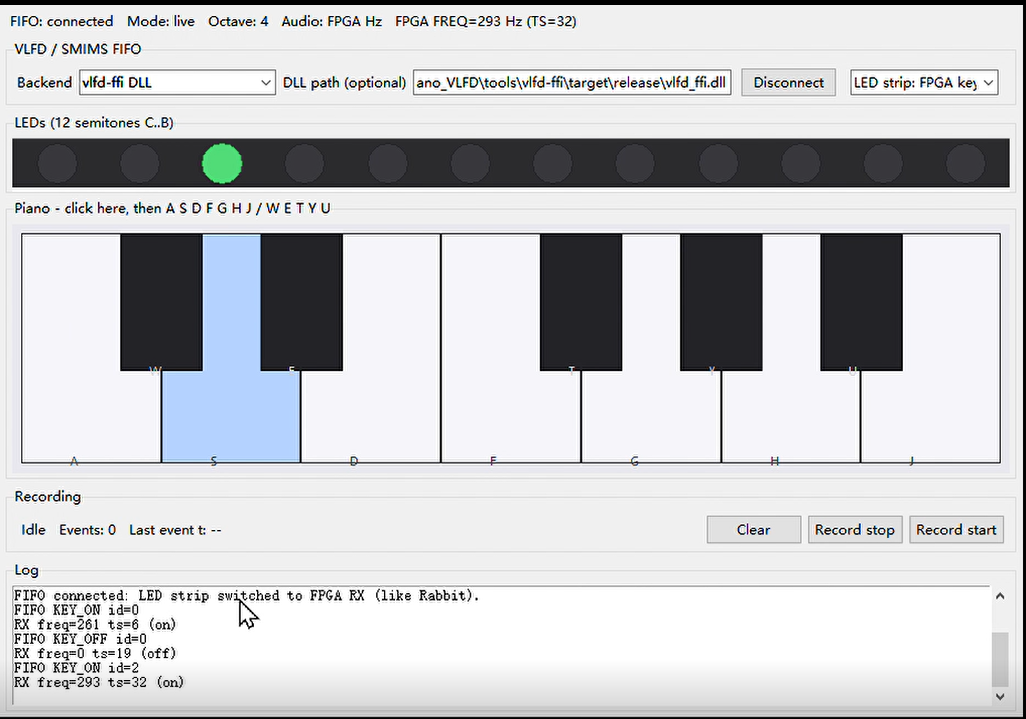 FIFO: connected Mode: live Octave: 4 Audio: FPGA Hz FPGA FREQ=293 Hz (TS=32)
VLFD / SMIMS FIFO
Backend vlfd-ffi DLL DLL path (optional) ano_VLFD\tools\vlfd-ffi\target\release\vlfd_ffi.dll Disconnect LED strip: FPGA key
LEDs (12 semitones C..B)
Piano - click here, then A S D F G H J / W E T Y U
W E T Y U
A S D F G H J
Recording
Idle Events: 0 Last event t: -- Clear Record stop Record start
Log
FIFO connected: LED strip switched to FPGA RX (like Rabbit).
FIFO KEY_ON id=0
RX freq=261 ts=6 (on)
FIFO KEY_OFF id=0
RX freq=0 ts=19 (off)
FIFO KEY_ON id=2
RX freq=293 ts=32 (on)